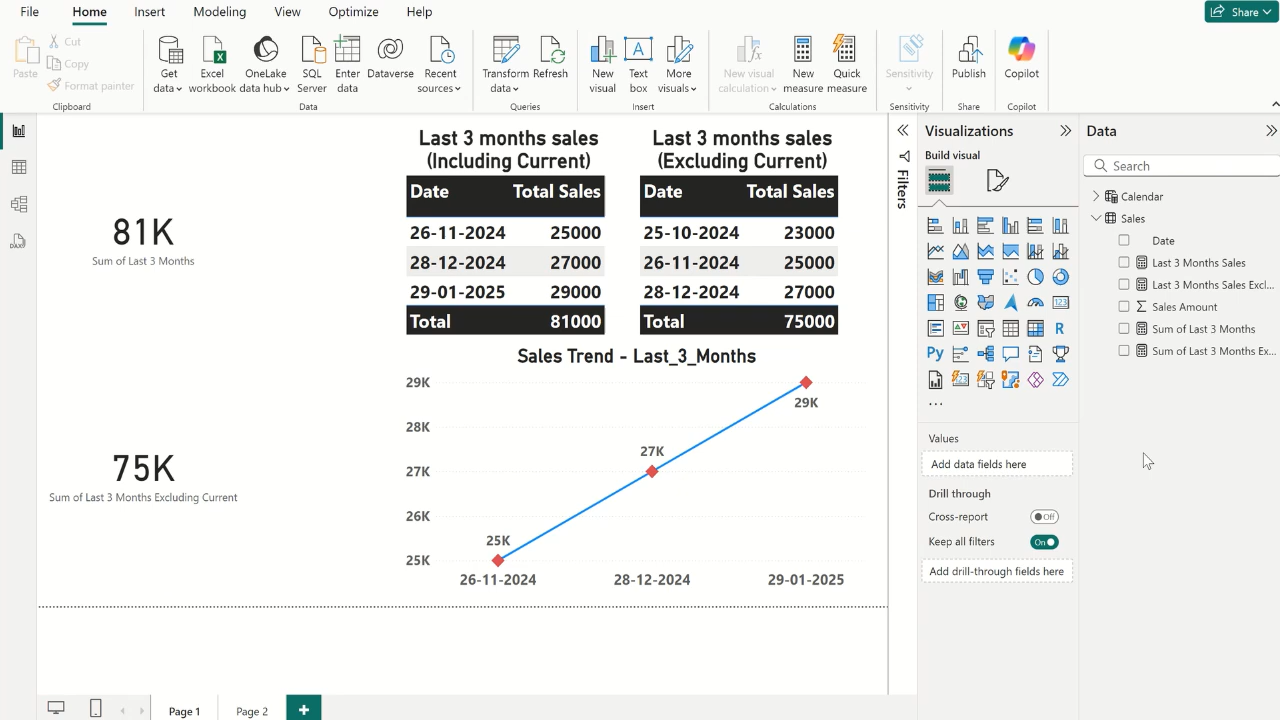 File Home Insert Modeling View Optimize Help Share
Paste Cut Copy Format painter
Clipboard
Get data Excel workbook OneLake data hub SQL Server Enter data Dataverse Recent sources
Data
Transform data Refresh
Queries
New visual Text box More visuals
Insert
New visual calculation New measure Quick measure
Calculations
Sensitivity
Sensitivity
Publish
Share
Copilot
Copilot
81K
Sum of Last 3 Months
75K
Sum of Last 3 Months Excluding Current
Last 3 months sales
(Including Current)
Date Total Sales
26-11-2024 25000
28-12-2024 27000
29-01-2025 29000
Total 81000
Last 3 months sales
(Excluding Current)
Date Total Sales
25-10-2024 23000
26-11-2024 25000
28-12-2024 27000
Total 75000
Sales Trend - Last_3_Months
29K
28K
27K
26K
25K
25K
27K
29K
26-11-2024 28-12-2024 29-01-2025
Filters
Visualizations
Build visual
123
R
Py
Values
Add data fields here
Drill through
Cross-report Off
Keep all filters On
Add drill-through fields here
Data
Search
Calendar
Sales
Date
Last 3 Months Sales
Last 3 Months Sales Excl...
Sales Amount
Sum of Last 3 Months
Sum of Last 3 Months Ex...
Page 1 Page 2